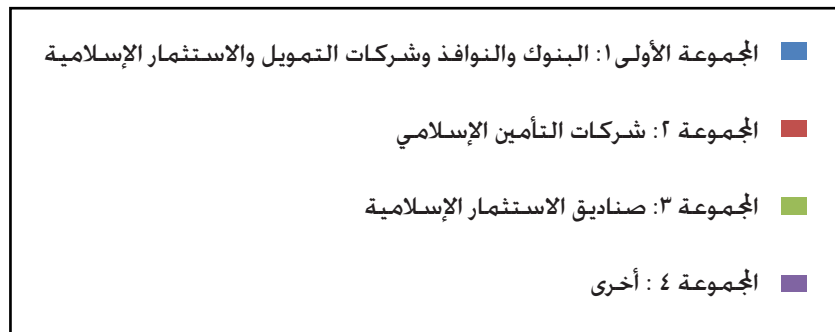 المجموعة الأولى١: البنوك والنوافذ وشركات التمويل والاستثمار الإسلامية
المجموعة ٢: شركات التأمين الإسلامي
المجموعة ٣: صناديق الاستثمار الإسلامية
المجموعة ٤ : أخرى